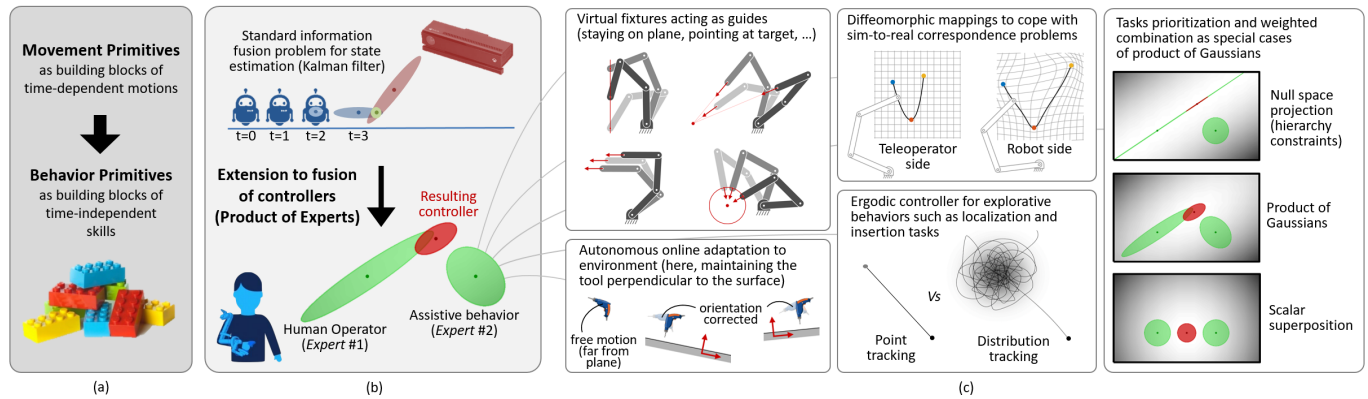 Movement Primitives
as building blocks of
time-dependent motions
Behavior Primitives
as building blocks of
time-independent
skills
(a)
Standard information
fusion problem for state
estimation (Kalman filter)
t=0
t=1
t=2
t=3
Extension to fusion
of controllers
(Product of Experts)
Resulting
controller
Human Operator
(Expert #1)
Assistive behavior
(Expert #2)
(b)
Virtual fixtures acting as guides
(staying on plane, pointing at target, ...)
Autonomous online adaptation to
environment (here, maintaining the
tool perpendicular to the surface)
free motion
(far from
plane)
orientation
corrected
Diffeomorphic mappings to cope with
sim-to-real correspondence problems
Teleoperator
side
Robot side
Ergodic controller for explorative
behaviors such as localization and
insertion tasks
Vs
Point
tracking
Distribution
tracking
(c)
Tasks prioritization and weighted
combination as special cases
of product of Gaussians
Null space
projection
(hierarchy
constraints)
Product of
Gaussians
Scalar
superposition